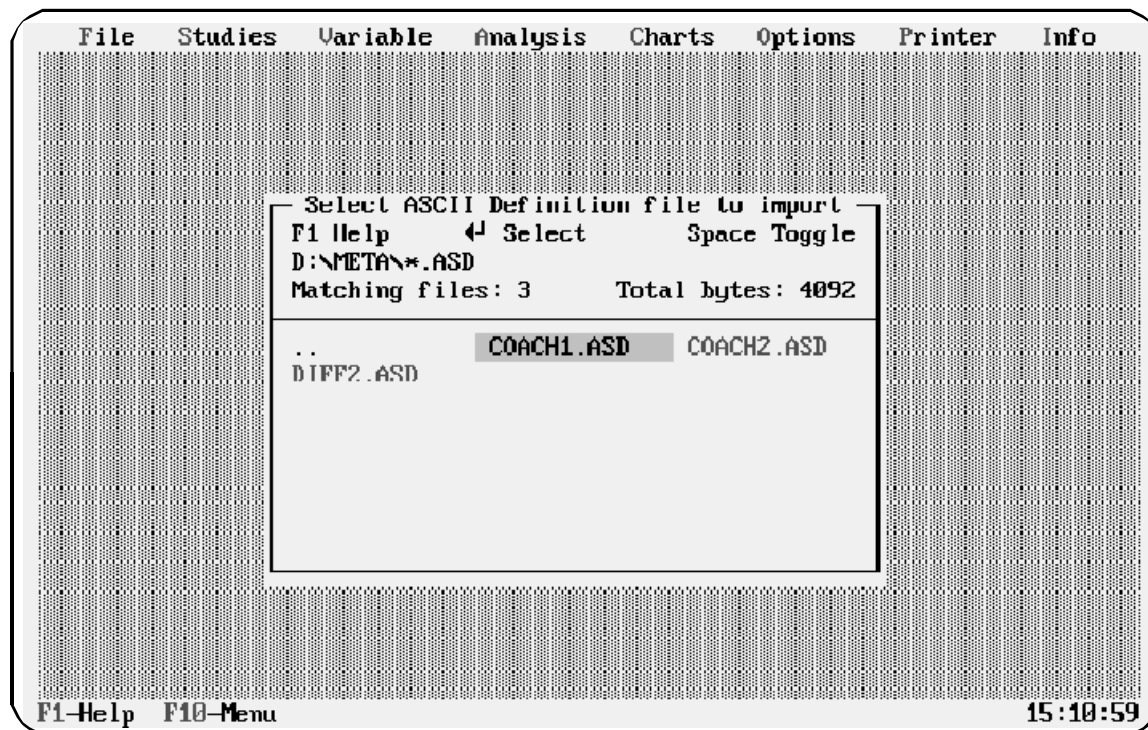 File Studies Variable Analysis Charts Options Printer Info
Select ASCII Definition file to import
F1 Help ↵ Select Space Toggle
D:\META\*.ASD
Matching files: 3 Total bytes: 4092
.. COACH1.ASD COACH2.ASD
DIFF2.ASD
F1-Help F10-Menu 15:10:59